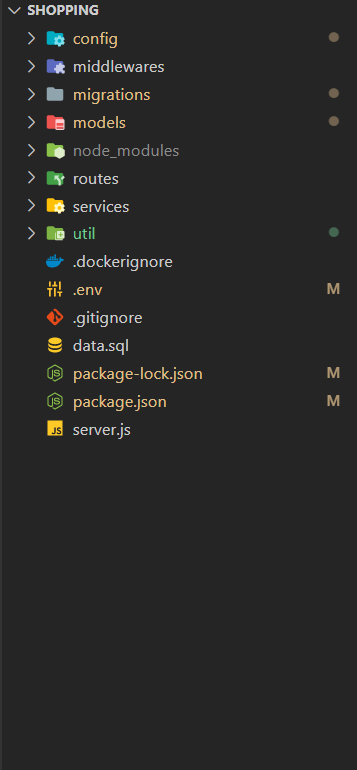 SHOPPING
config
middlewares
migrations
models
node_modules
routes
services
util
.dockerignore
.env M
.gitignore
data.sql
package-lock.json M
package.json M
JS server.js